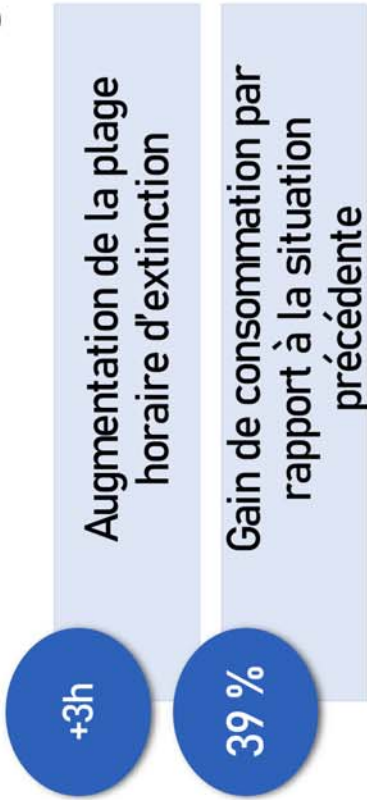 +3h
Augmentation de la plage
horaire d'extinction
39 %
Gain de consommation par
rapport à la situation
précédente